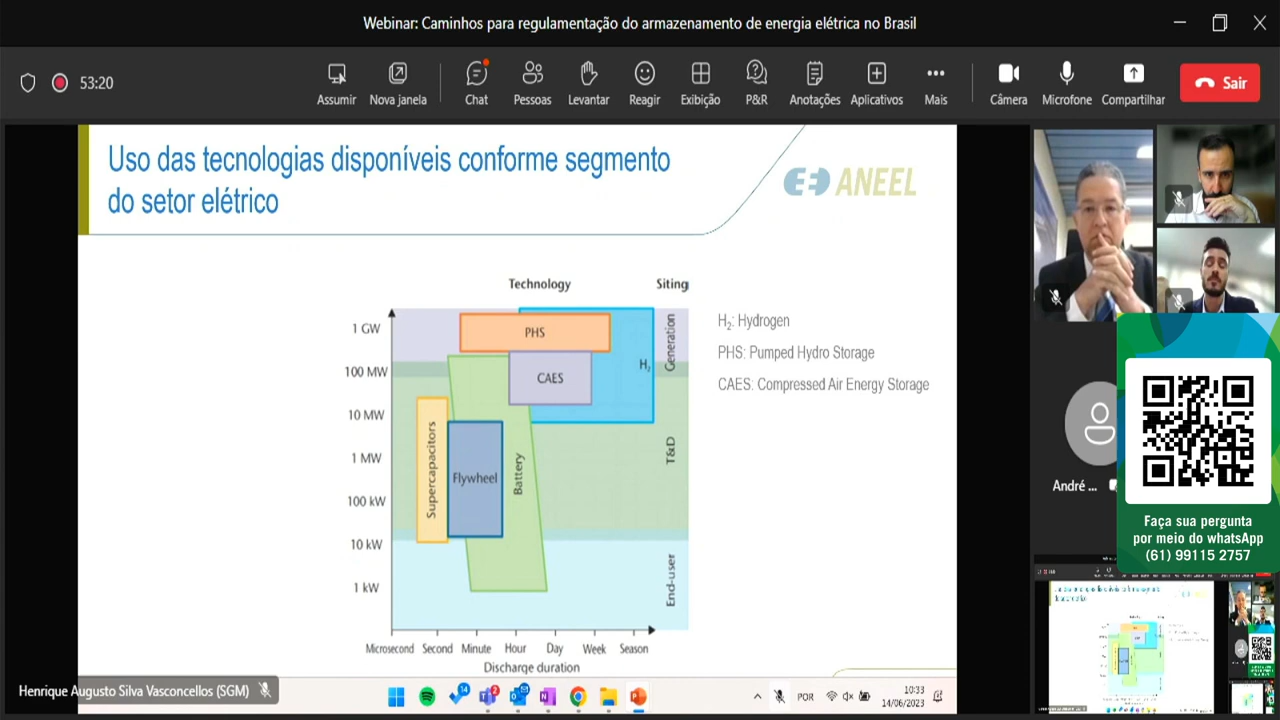 Webinar: Caminhos para regulamentação do armazenamento de energia elétrica no Brasil
53:20
Assumir
Nova janela
Chat
Pessoas
Levantar
Reagir
Exibição
P&R
Anotações
Aplicativos
Mais
Câmera
Microfone
Compartilhar
Sair
Uso das tecnologias disponíveis conforme segmento
do setor elétrico
ANEEL
Technology
Siting
1 GW
100 MW
10 MW
1 MW
100 kW
10 kW
1 kW
PHS
CAES
H₂
Supercapacitors
Flywheel
Battery
Generation
T&D
End-user
Microsecond
Second
Minute
Hour
Day
Week
Season
Discharge duration
H₂: Hydrogen
PHS: Pumped Hydro Storage
CAES: Compressed Air Energy Storage
André ...
Faça sua pergunta
por meio do whatsApp
(61) 99115 2757
Henrique Augusto Silva Vasconcellos (SGM)
14
2
POR
10:33
14/06/2023